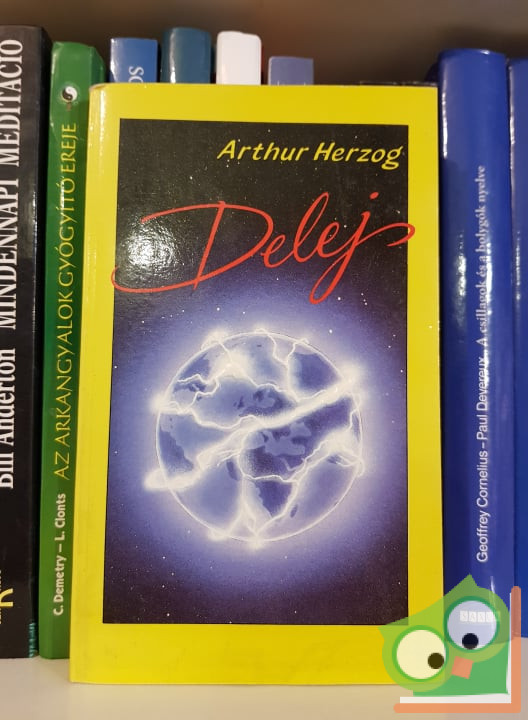 Arthur Herzog
Delej
Bill Anderton MINDENNAPI MEDITÁCIÓ
C. Demetry – L. Clonts AZ ARKANGYALOK GYÓGYÍTÓ EREJE
Geoffrey Cornelius – Paul Devereux A csillagok és a bolygók nyelve